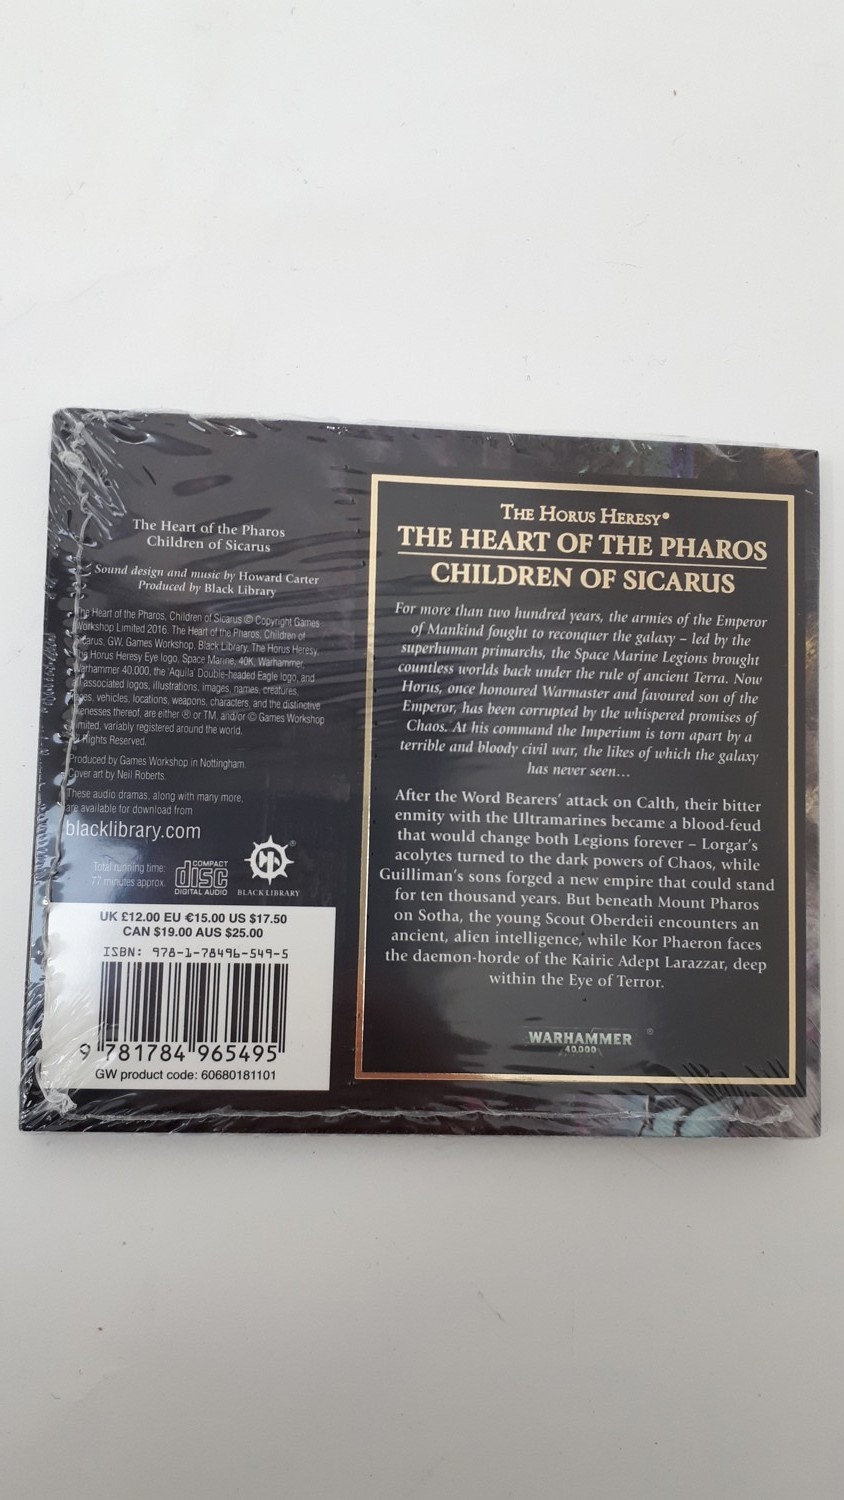 The Heart of the Pharos
Children of Sicarus
Sound design and music by Howard Carter
Produced by Black Library
The Heart of the Pharos, Children of Sicarus © Copyright Games
Workshop Limited 2016. The Heart of the Pharos, Children of
Sicarus, GW, Games Workshop, Black Library, The Horus Heresy,
The Horus Heresy Eye logo, Space Marine, 40K, Warhammer,
Warhammer 40,000, the 'Aquila' Double-headed Eagle logo, and
all associated logos, illustrations, images, names, creatures,
races, vehicles, locations, weapons, characters, and the distinctive
likenesses thereof, are either ® or TM, and/or © Games Workshop
Limited, variably registered around the world.
All Rights Reserved.
Produced by Games Workshop in Nottingham.
Cover art by Neil Roberts.
These audio dramas, along with many more,
are available for download from
blacklibrary.com
Total running time:
77 minutes approx.
COMPACT
disc
DIGITAL AUDIO
®
BLACK LIBRARY
UK £12.00 EU €15.00 US $17.50
CAN $19.00 AUS $25.00
ISBN: 978-1-78496-549-5
9 781784 965495
GW product code: 60680181101
THE HORUS HERESY®
THE HEART OF THE PHAROS
CHILDREN OF SICARUS
For more than two hundred years, the armies of the Emperor
of Mankind fought to reconquer the galaxy – led by the
superhuman primarchs, the Space Marine Legions brought
countless worlds back under the rule of ancient Terra. Now
Horus, once honoured Warmaster and favoured son of the
Emperor, has been corrupted by the whispered promises of
Chaos. At his command the Imperium is torn apart by a
terrible and bloody civil war, the likes of which the galaxy
has never seen...
After the Word Bearers' attack on Calth, their bitter
enmity with the Ultramarines became a blood-feud
that would change both Legions forever – Lorgar's
acolytes turned to the dark powers of Chaos, while
Guilliman's sons forged a new empire that could stand
for ten thousand years. But beneath Mount Pharos
on Sotha, the young Scout Oberdeii encounters an
ancient, alien intelligence, while Kor Phaeron faces
the daemon-horde of the Kairic Adept Larazzar, deep
within the Eye of Terror.
WARHAMMER
40,000
®